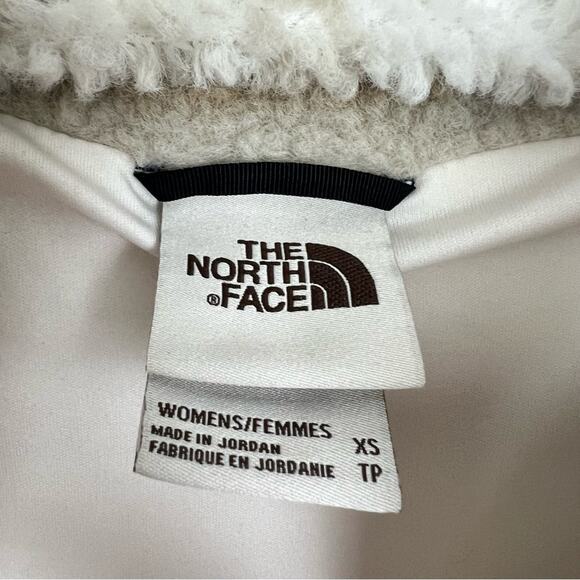 THE
NORTH
®FACE
WOMENS/FEMMES
MADE IN JORDAN XS
FABRIQUE EN JORDANIE TP